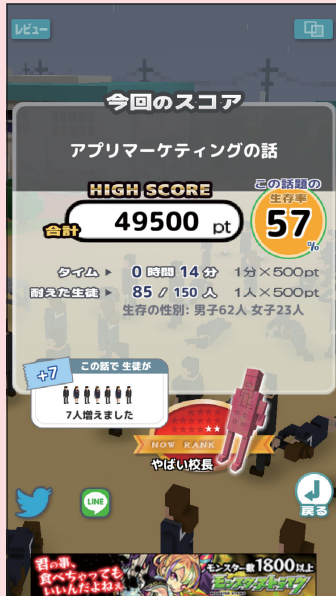 レビュー
今回のスコア
アプリマーケティングの話
HIGH SCORE
合計 49500 pt
この話題の
生存率
57
%
タイム ▶ 0 時間 14 分 1分×500pt
耐えた生徒 ▶ 85 / 150 人 1人×500pt
生存の性別: 男子62人 女子23人
+7
この話で 生徒が
7人増えました
NOW RANK
やばい校長
LINE
戻る
君の事、
食べちゃっても
いいんだよねぇ
モンスター数1800以上